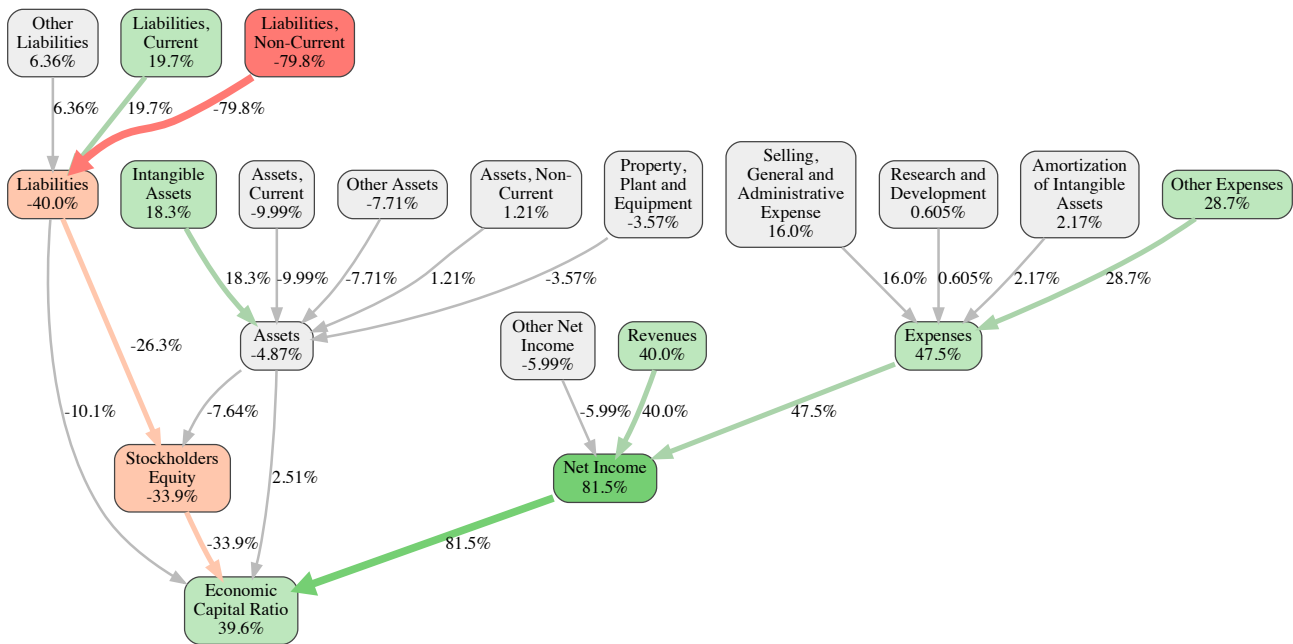 Other
Liabilities
6.36%
Liabilities,
Current
19.7%
Liabilities,
Non-Current
-79.8%
6.36%
19.7%
-79.8%
Liabilities
-40.0%
Intangible
Assets
18.3%
Assets,
Current
-9.99%
Other Assets
-7.71%
Assets, Non-
Current
1.21%
Property,
Plant and
Equipment
-3.57%
Selling,
General and
Administrative
Expense
16.0%
Research and
Development
0.605%
Amortization
of Intangible
Assets
2.17%
Other Expenses
28.7%
18.3%
-9.99%
-7.71%
1.21%
-3.57%
16.0%
0.605%
2.17%
28.7%
Assets
-4.87%
Other Net
Income
-5.99%
Revenues
40.0%
Expenses
47.5%
-26.3%
-10.1%
-7.64%
-5.99%
40.0%
47.5%
Stockholders
Equity
-33.9%
2.51%
Net Income
81.5%
-33.9%
81.5%
Economic
Capital Ratio
39.6%